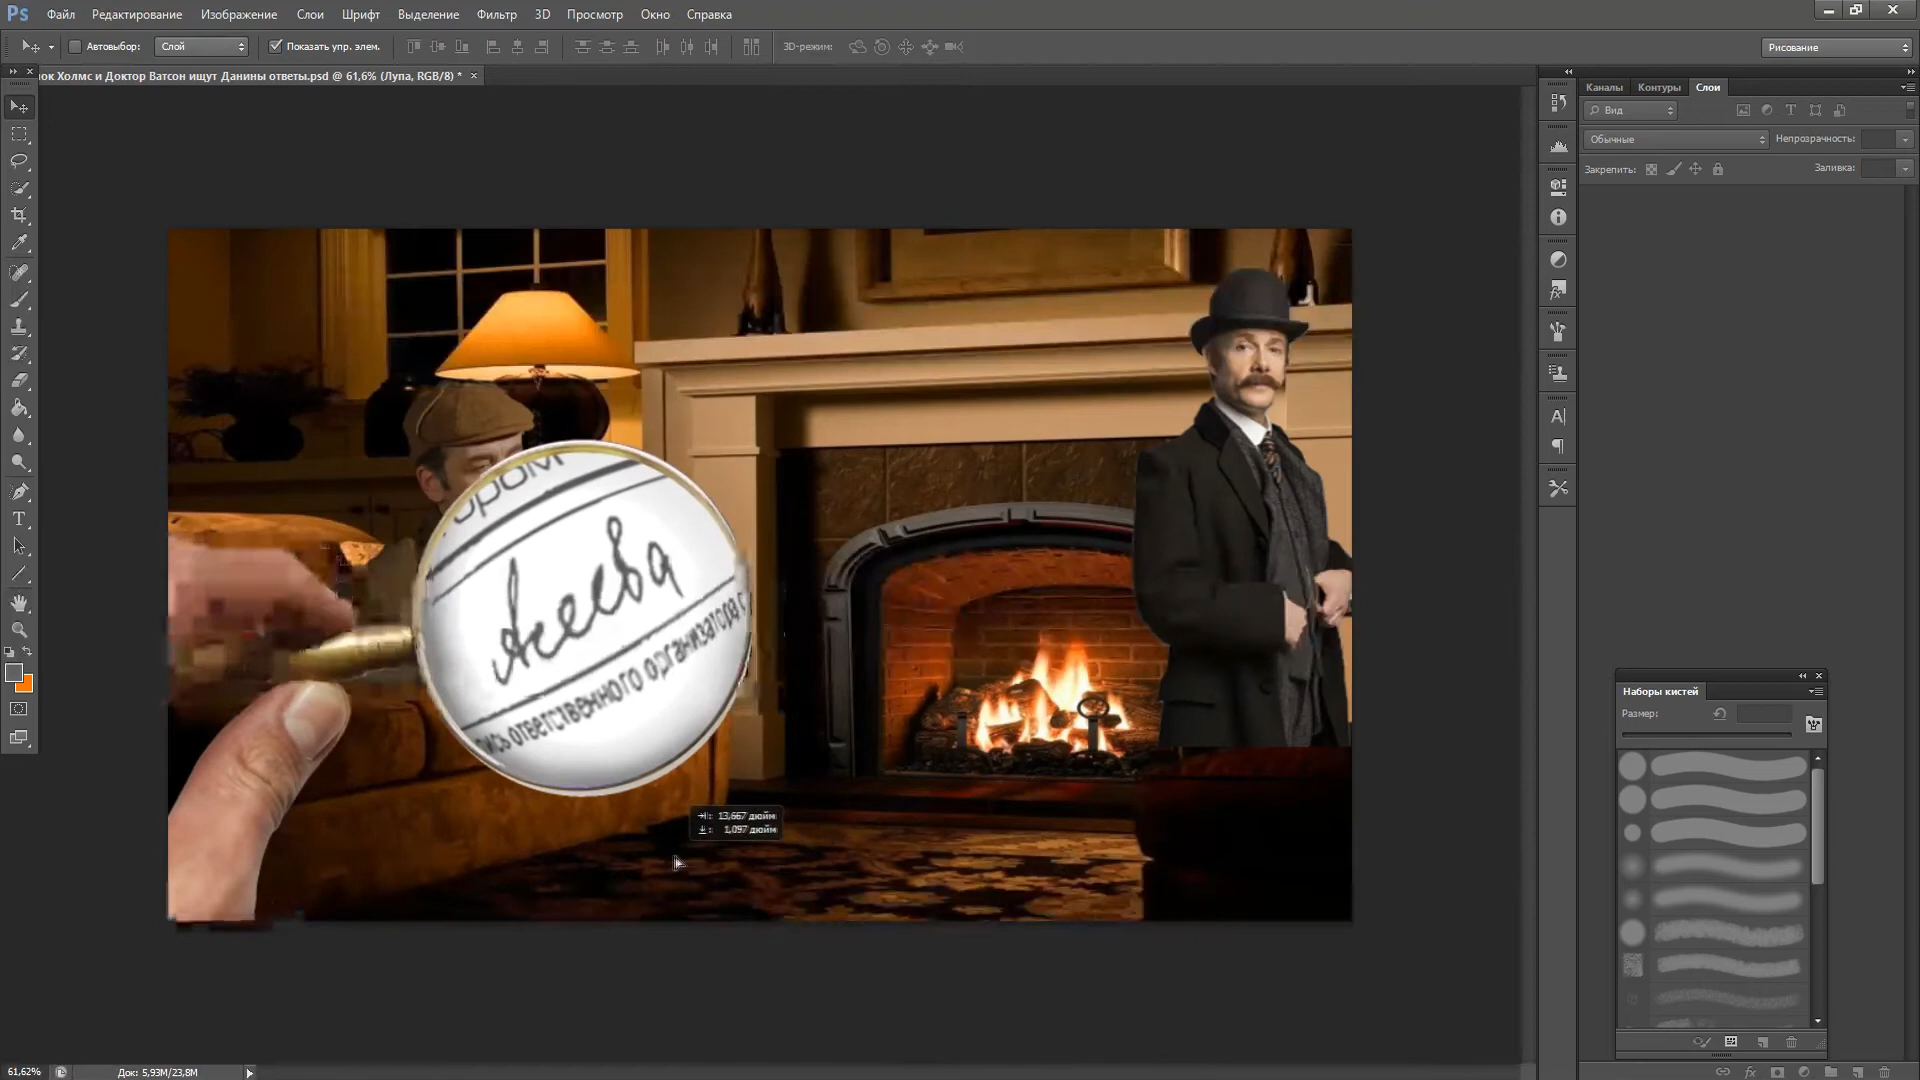 Ps Файл Редактирование Изображение Слои Шрифт Выделение Фильтр 3D Просмотр Окно Справка
Автовыбор: Слой Показать упр. элем. 3D-режим: Рисование
ок Холмс и Доктор Ватсон ищут Данины ответы.psd @ 61,6% (Лупа, RGB/8) *
Каналы Контуры Слои
Вид
Обычные Непрозрачность:
Закрепить: Заливка:
Асеева
ответственного организатора
13,667 дюйм
1,097 дюйм
Наборы кистей
Размер:
61,62% Док: 5,93M/23,8M